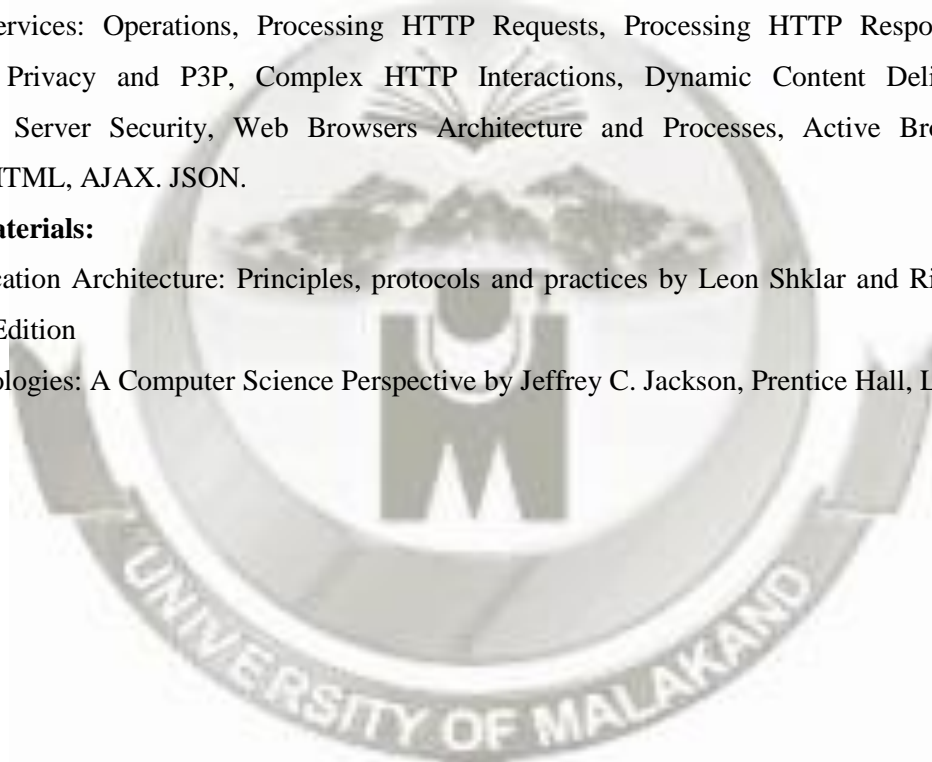 ervices: Operations, Processing HTTP Requests, Processing HTTP Respo
Privacy and P3P, Complex HTTP Interactions, Dynamic Content Deli
Server Security, Web Browsers Architecture and Processes, Active Bro
HTML, AJAX. JSON.
aterials:
cation Architecture: Principles, protocols and practices by Leon Shklar and Ri
Edition
ologies: A Computer Science Perspective by Jeffrey C. Jackson, Prentice Hall, L
UNIVERSITY OF MALAKAND